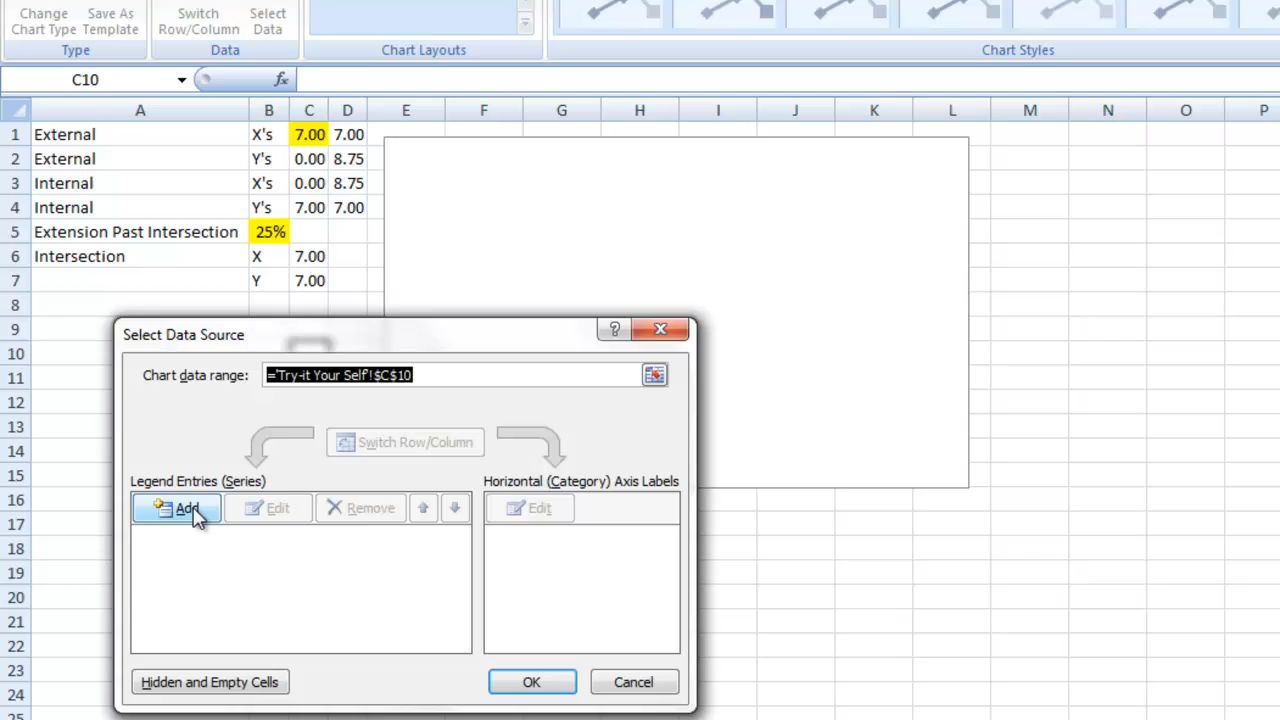 Change Chart Type
Save As Template
Switch Row/Column
Select Data
Type
Data
Chart Layouts
Chart Styles
C10
fx
A B C D E F G H I J K L M N O P
1 External X's 7.00 7.00
2 External Y's 0.00 8.75
3 Internal X's 0.00 8.75
4 Internal Y's 7.00 7.00
5 Extension Past Intersection 25%
6 Intersection X 7.00
7 Y 7.00
8
9
10
11
12
13
14
15
16
17
18
19
20
21
22
23
24
25
Select Data Source
?
Chart data range: ='Try-it Your Self'!$C$10
Switch Row/Column
Legend Entries (Series)
Horizontal (Category) Axis Labels
Add Edit Remove
Edit
Hidden and Empty Cells
OK
Cancel